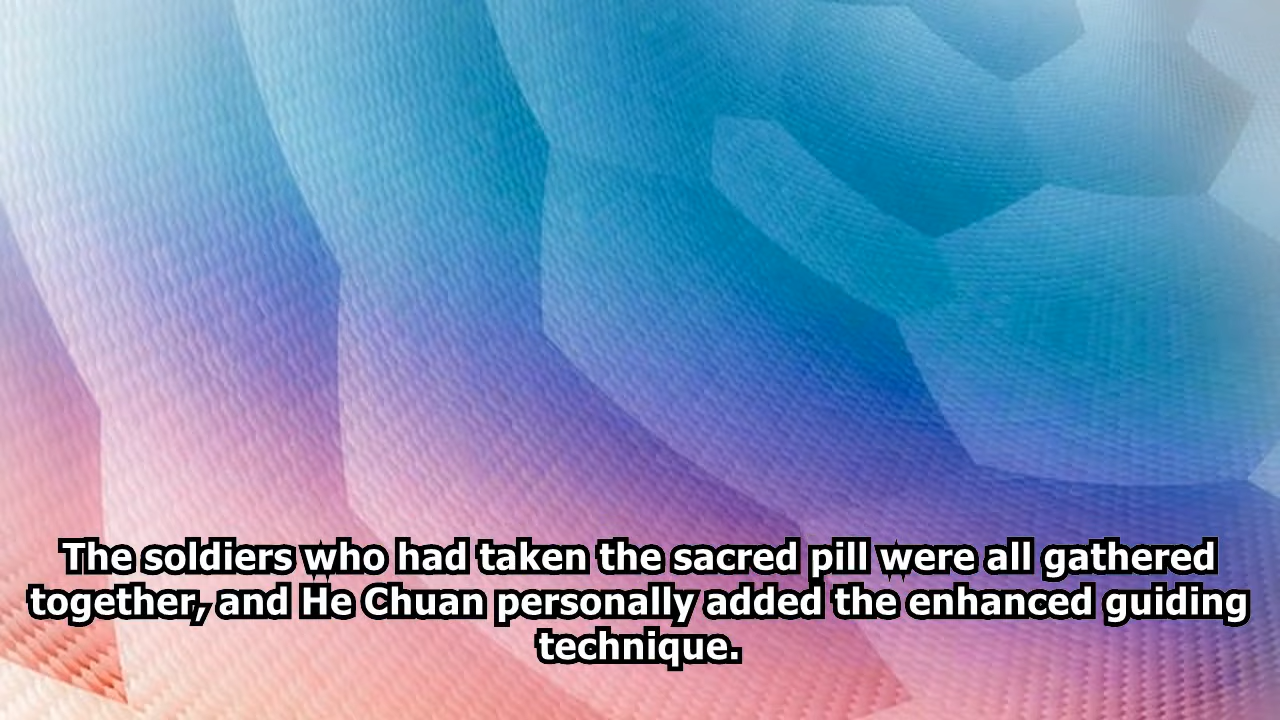 The soldiers who had taken the sacred pill were all gathered
together, and He Chuan personally added the enhanced guiding
technique.